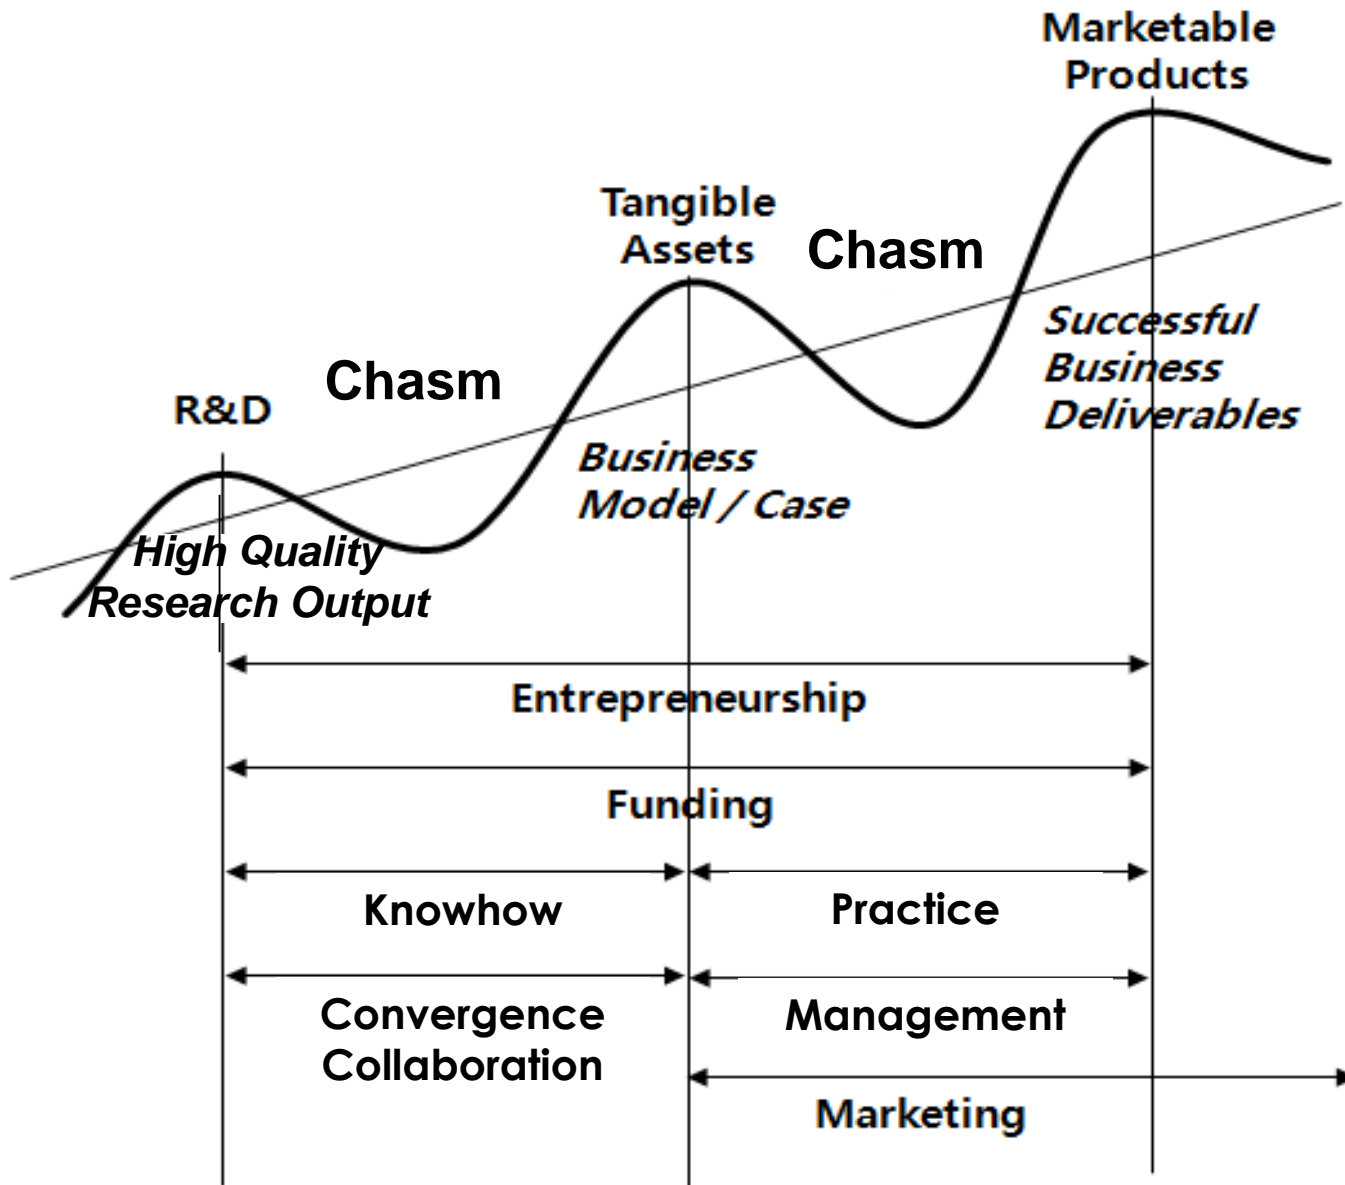 Marketable
Products
Tangible
Assets
Chasm
Successful
Business
Deliverables
Chasm
R&D
Business
Model / Case
High Quality
Research Output
Entrepreneurship
Funding
Knowhow
Practice
Convergence
Collaboration
Management
Marketing